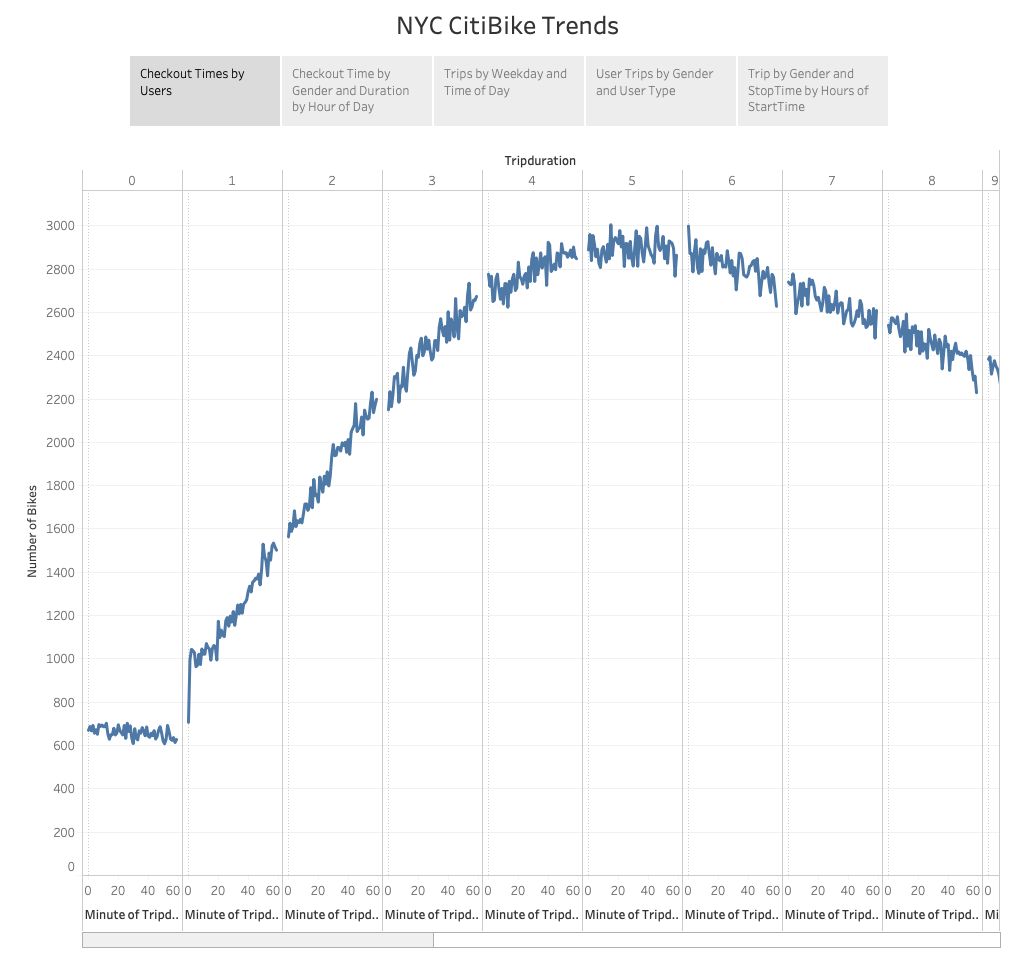 NYC CitiBike Trends
Checkout Times by
Users
Checkout Time by
Gender and Duration
by Hour of Day
Trips by Weekday and
Time of Day
User Trips by Gender
and User Type
Trip by Gender and
StopTime by Hours of
StartTime
Tripduration
0 1 2 3 4 5 6 7 8 9
Number of Bikes
3000
2800
2600
2400
2200
2000
1800
1600
1400
1200
1000
800
600
400
200
0
0 20 40 60 0 20 40 60 0 20 40 60 0 20 40 60 0 20 40 60 0 20 40 60 0 20 40 60 0 20 40 60 0 20 40 60 0
Minute of Tripd.. Minute of Tripd.. Minute of Tripd.. Minute of Tripd.. Minute of Tripd.. Minute of Tripd.. Minute of Tripd.. Minute of Tripd.. Minute of Tripd.. Mi